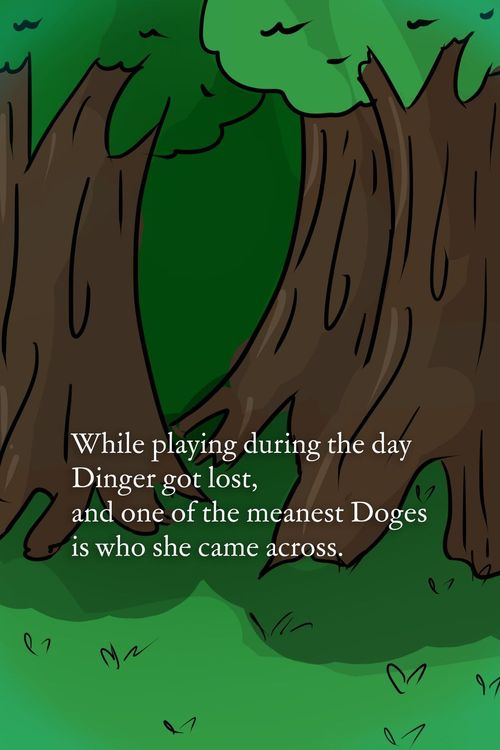 While playing during the day
Dinger got lost,
and one of the meanest Doges
is who she came across.